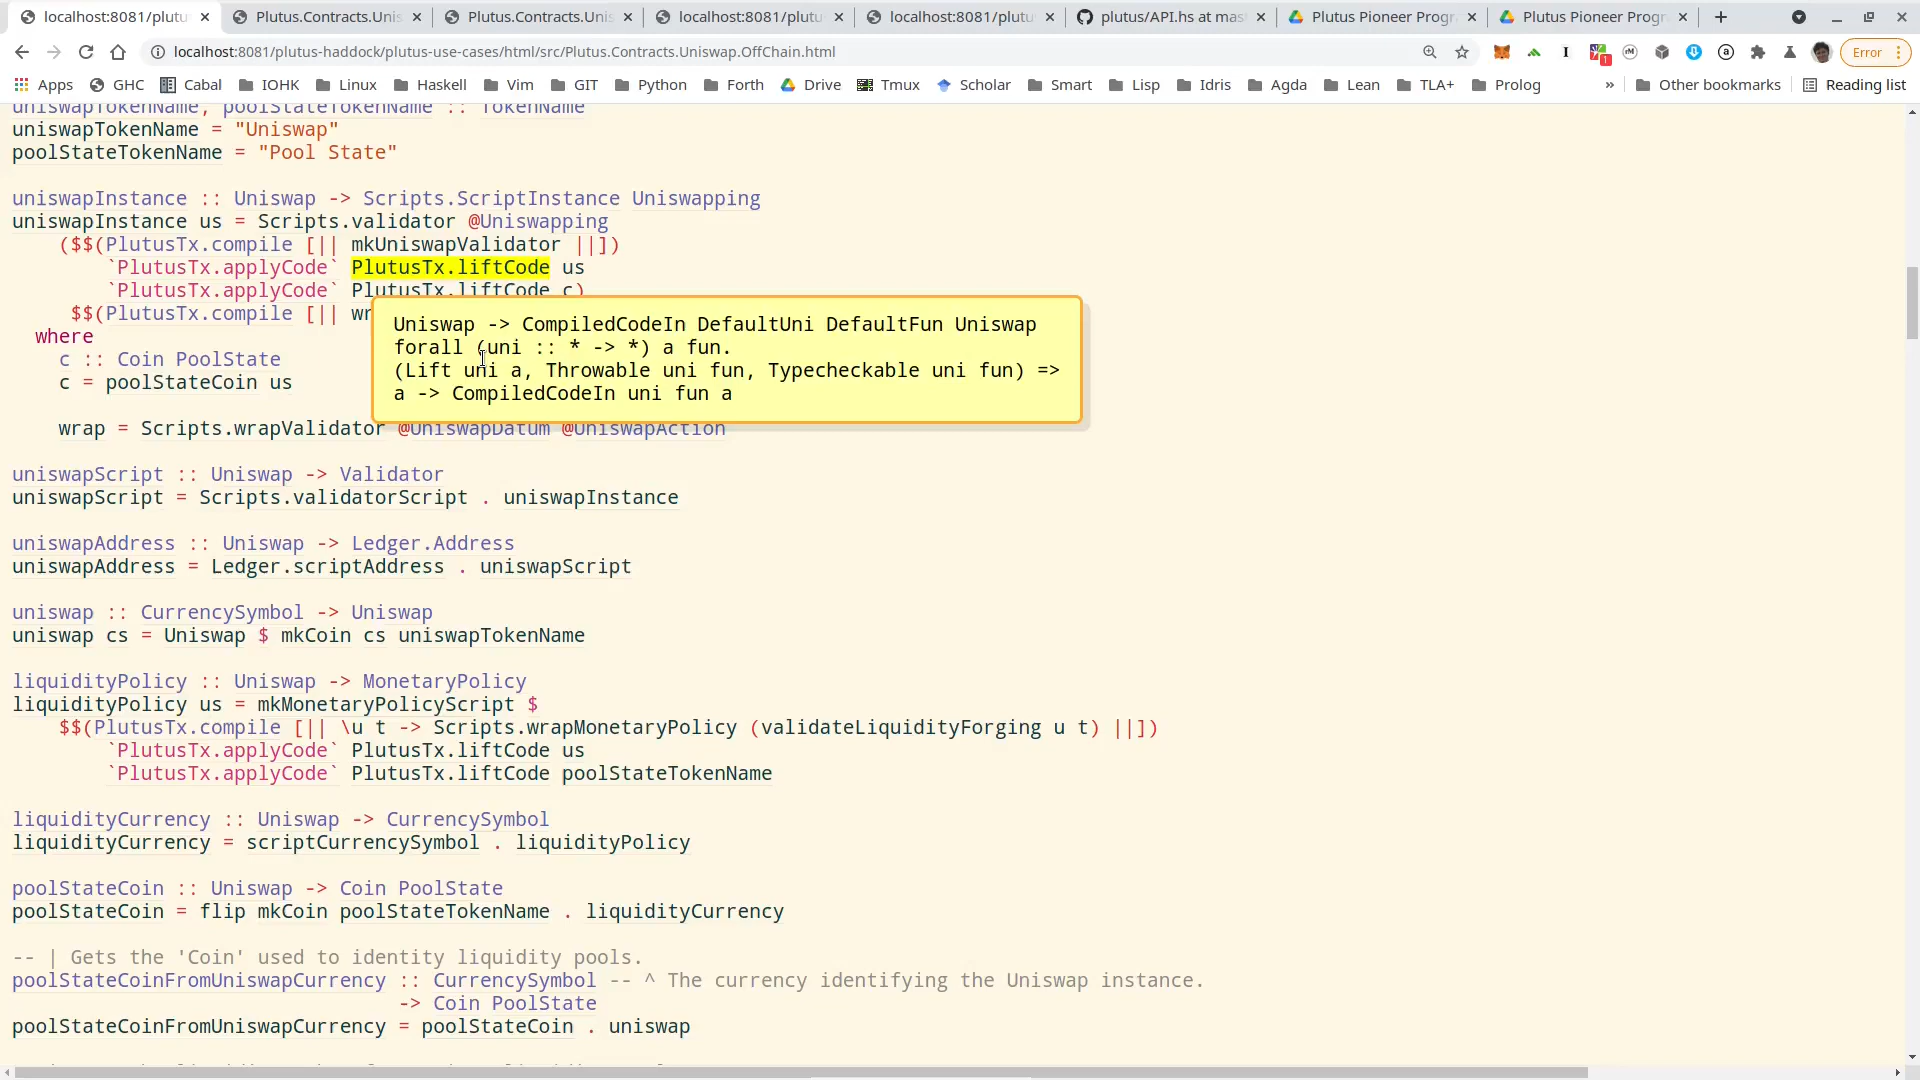 localhost:8081/plutu
Plutus.Contracts.Unis
Plutus.Contracts.Unis
localhost:8081/plutu
localhost:8081/plutu
plutus/API.hs at mas
Plutus Pioneer Progr
Plutus Pioneer Progr
localhost:8081/plutus-haddock/plutus-use-cases/html/src/Plutus.Contracts.Uniswap.OffChain.html
Error
Apps GHC Cabal IOHK Linux Haskell Vim GIT Python Forth Drive Tmux Scholar Smart Lisp Idris Agda Lean TLA+ Prolog » Other bookmarks Reading list
uniswapTokenName, poolStateTokenName :: TokenName
uniswapTokenName = "Uniswap"
poolStateTokenName = "Pool State"
uniswapInstance :: Uniswap -> Scripts.ScriptInstance Uniswapping
uniswapInstance us = Scripts.validator @Uniswapping
($$(PlutusTx.compile [|| mkUniswapValidator ||])
`PlutusTx.applyCode` PlutusTx.liftCode us
`PlutusTx.applyCode` PlutusTx.liftCode c)
$$(PlutusTx.compile [|| wr
Uniswap -> CompiledCodeIn DefaultUni DefaultFun Uniswap
forall (uni :: * -> *) a fun.
(Lift uni a, Throwable uni fun, Typecheckable uni fun) =>
a -> CompiledCodeIn uni fun a
where
c :: Coin PoolState
c = poolStateCoin us
wrap = Scripts.wrapValidator @UniswapDatum @UniswapAction
uniswapScript :: Uniswap -> Validator
uniswapScript = Scripts.validatorScript . uniswapInstance
uniswapAddress :: Uniswap -> Ledger.Address
uniswapAddress = Ledger.scriptAddress . uniswapScript
uniswap :: CurrencySymbol -> Uniswap
uniswap cs = Uniswap $ mkCoin cs uniswapTokenName
liquidityPolicy :: Uniswap -> MonetaryPolicy
liquidityPolicy us = mkMonetaryPolicyScript $
$$(PlutusTx.compile [|| \u t -> Scripts.wrapMonetaryPolicy (validateLiquidityForging u t) ||])
`PlutusTx.applyCode` PlutusTx.liftCode us
`PlutusTx.applyCode` PlutusTx.liftCode poolStateTokenName
liquidityCurrency :: Uniswap -> CurrencySymbol
liquidityCurrency = scriptCurrencySymbol . liquidityPolicy
poolStateCoin :: Uniswap -> Coin PoolState
poolStateCoin = flip mkCoin poolStateTokenName . liquidityCurrency
-- | Gets the 'Coin' used to identity liquidity pools.
poolStateCoinFromUniswapCurrency :: CurrencySymbol -- ^ The currency identifying the Uniswap instance.
-> Coin PoolState
poolStateCoinFromUniswapCurrency = poolStateCoin . uniswap